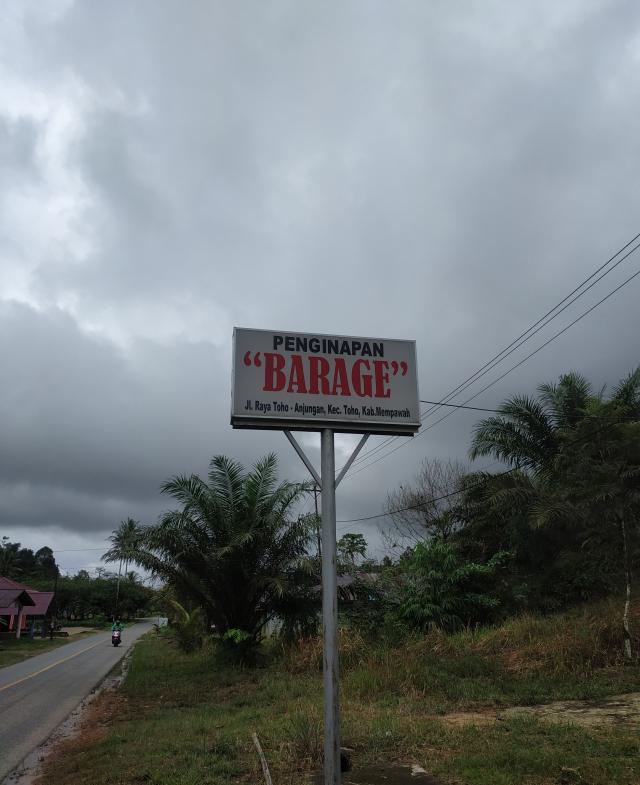 PENGINAPAN
“BARAGE”
Jl. Raya Toho - Anjungan, Kec. Toho, Kab.Mempawah